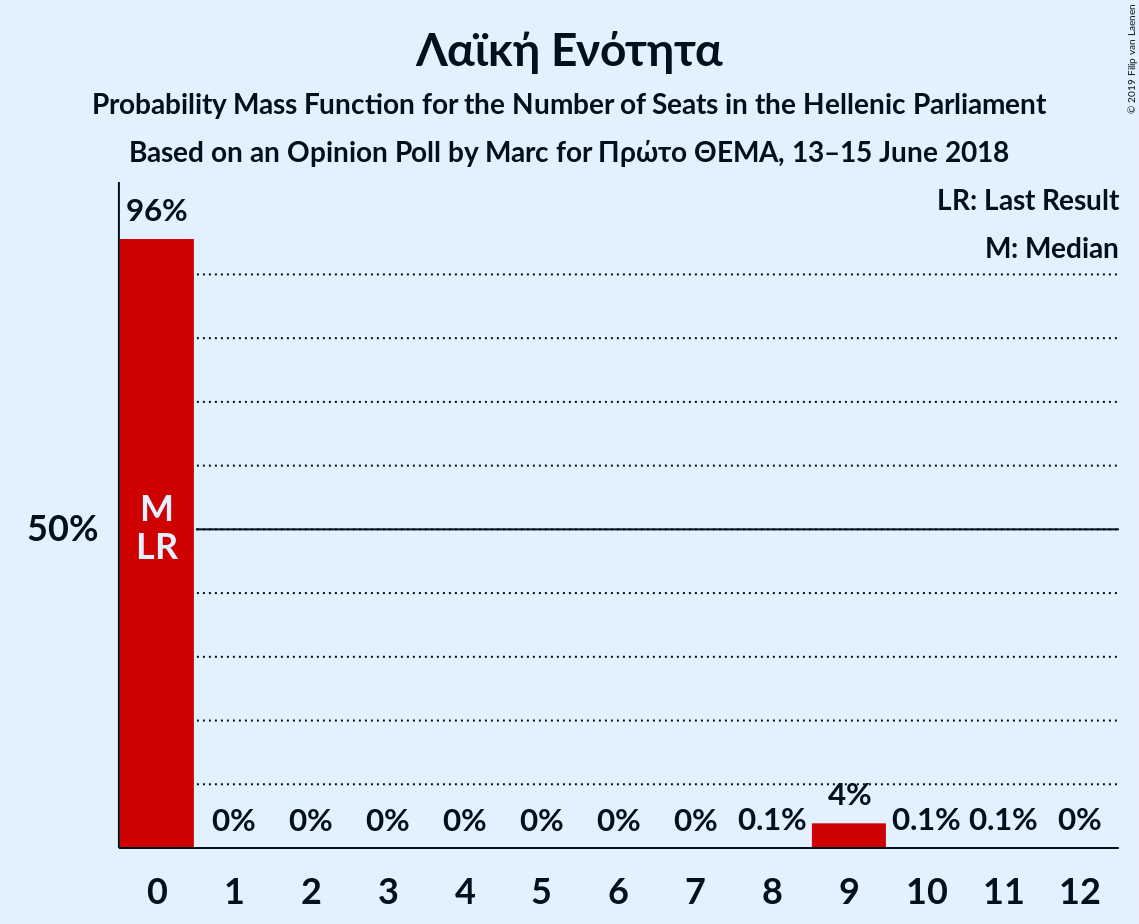 Λαϊκή Ενότητα
Probability Mass Function for the Number of Seats in the Hellenic Parliament
Based on an Opinion Poll by Marc for Πρώτο ΘΕΜΑ, 13–15 June 2018
© 2019 Filip van Laenen
LR: Last Result
M: Median
96%
50%
M
LR
0% 0% 0% 0% 0% 0% 0% 0.1% 4% 0.1% 0.1% 0%
0 1 2 3 4 5 6 7 8 9 10 11 12